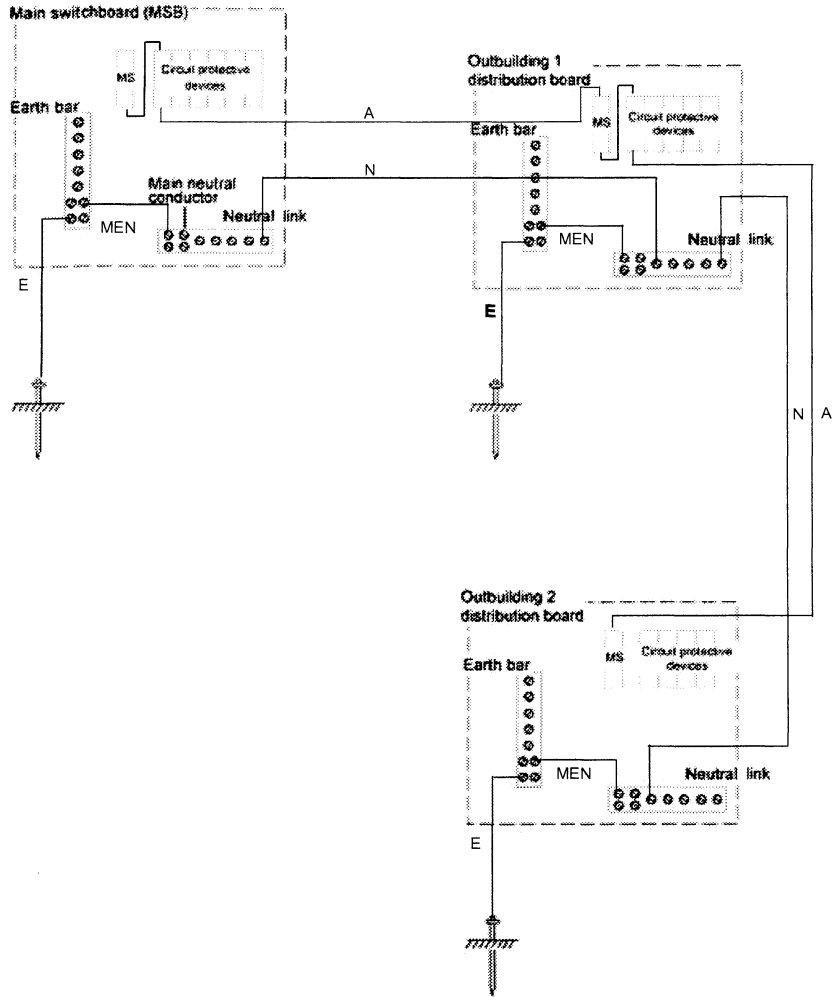 Main switchboard (MSB)
MS
Circuit protective
devices
Earth bar
Main neutral
conductor
Neutral link
MEN
E
A
N
Outbuilding 1
distribution board
MS
Circuit protective
devices
Earth bar
MEN
Neutral link
E
N
A
Outbuilding 2
distribution board
MS
Circuit protective
devices
Earth bar
MEN
Neutral link
E